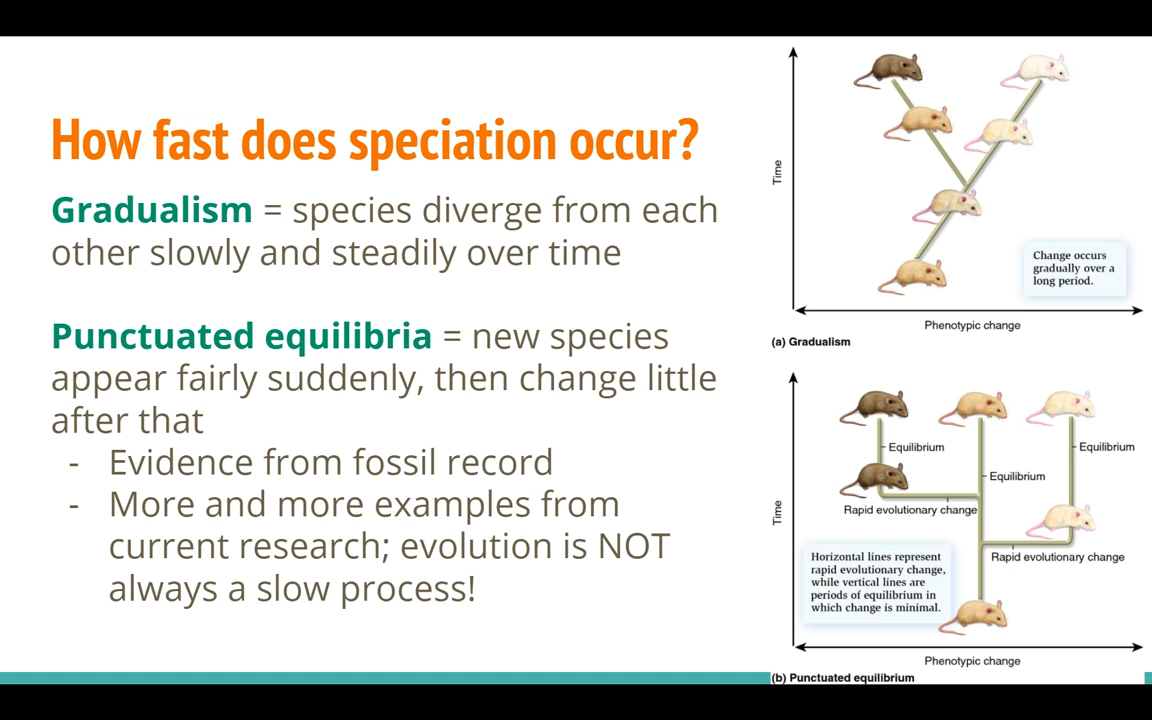 How fast does speciation occur?
Gradualism = species diverge from each
other slowly and steadily over time
Punctuated equilibria = new species
appear fairly suddenly, then change little
after that
- Evidence from fossil record
- More and more examples from
current research; evolution is NOT
always a slow process!
Time
Change occurs
gradually over a
long period.
Phenotypic change
(a) Gradualism
Time
Equilibrium
Equilibrium
Equilibrium
Rapid evolutionary change
Rapid evolutionary change
Horizontal lines represent
rapid evolutionary change,
while vertical lines are
periods of equilibrium in
which change is minimal.
Phenotypic change
(b) Punctuated equilibrium